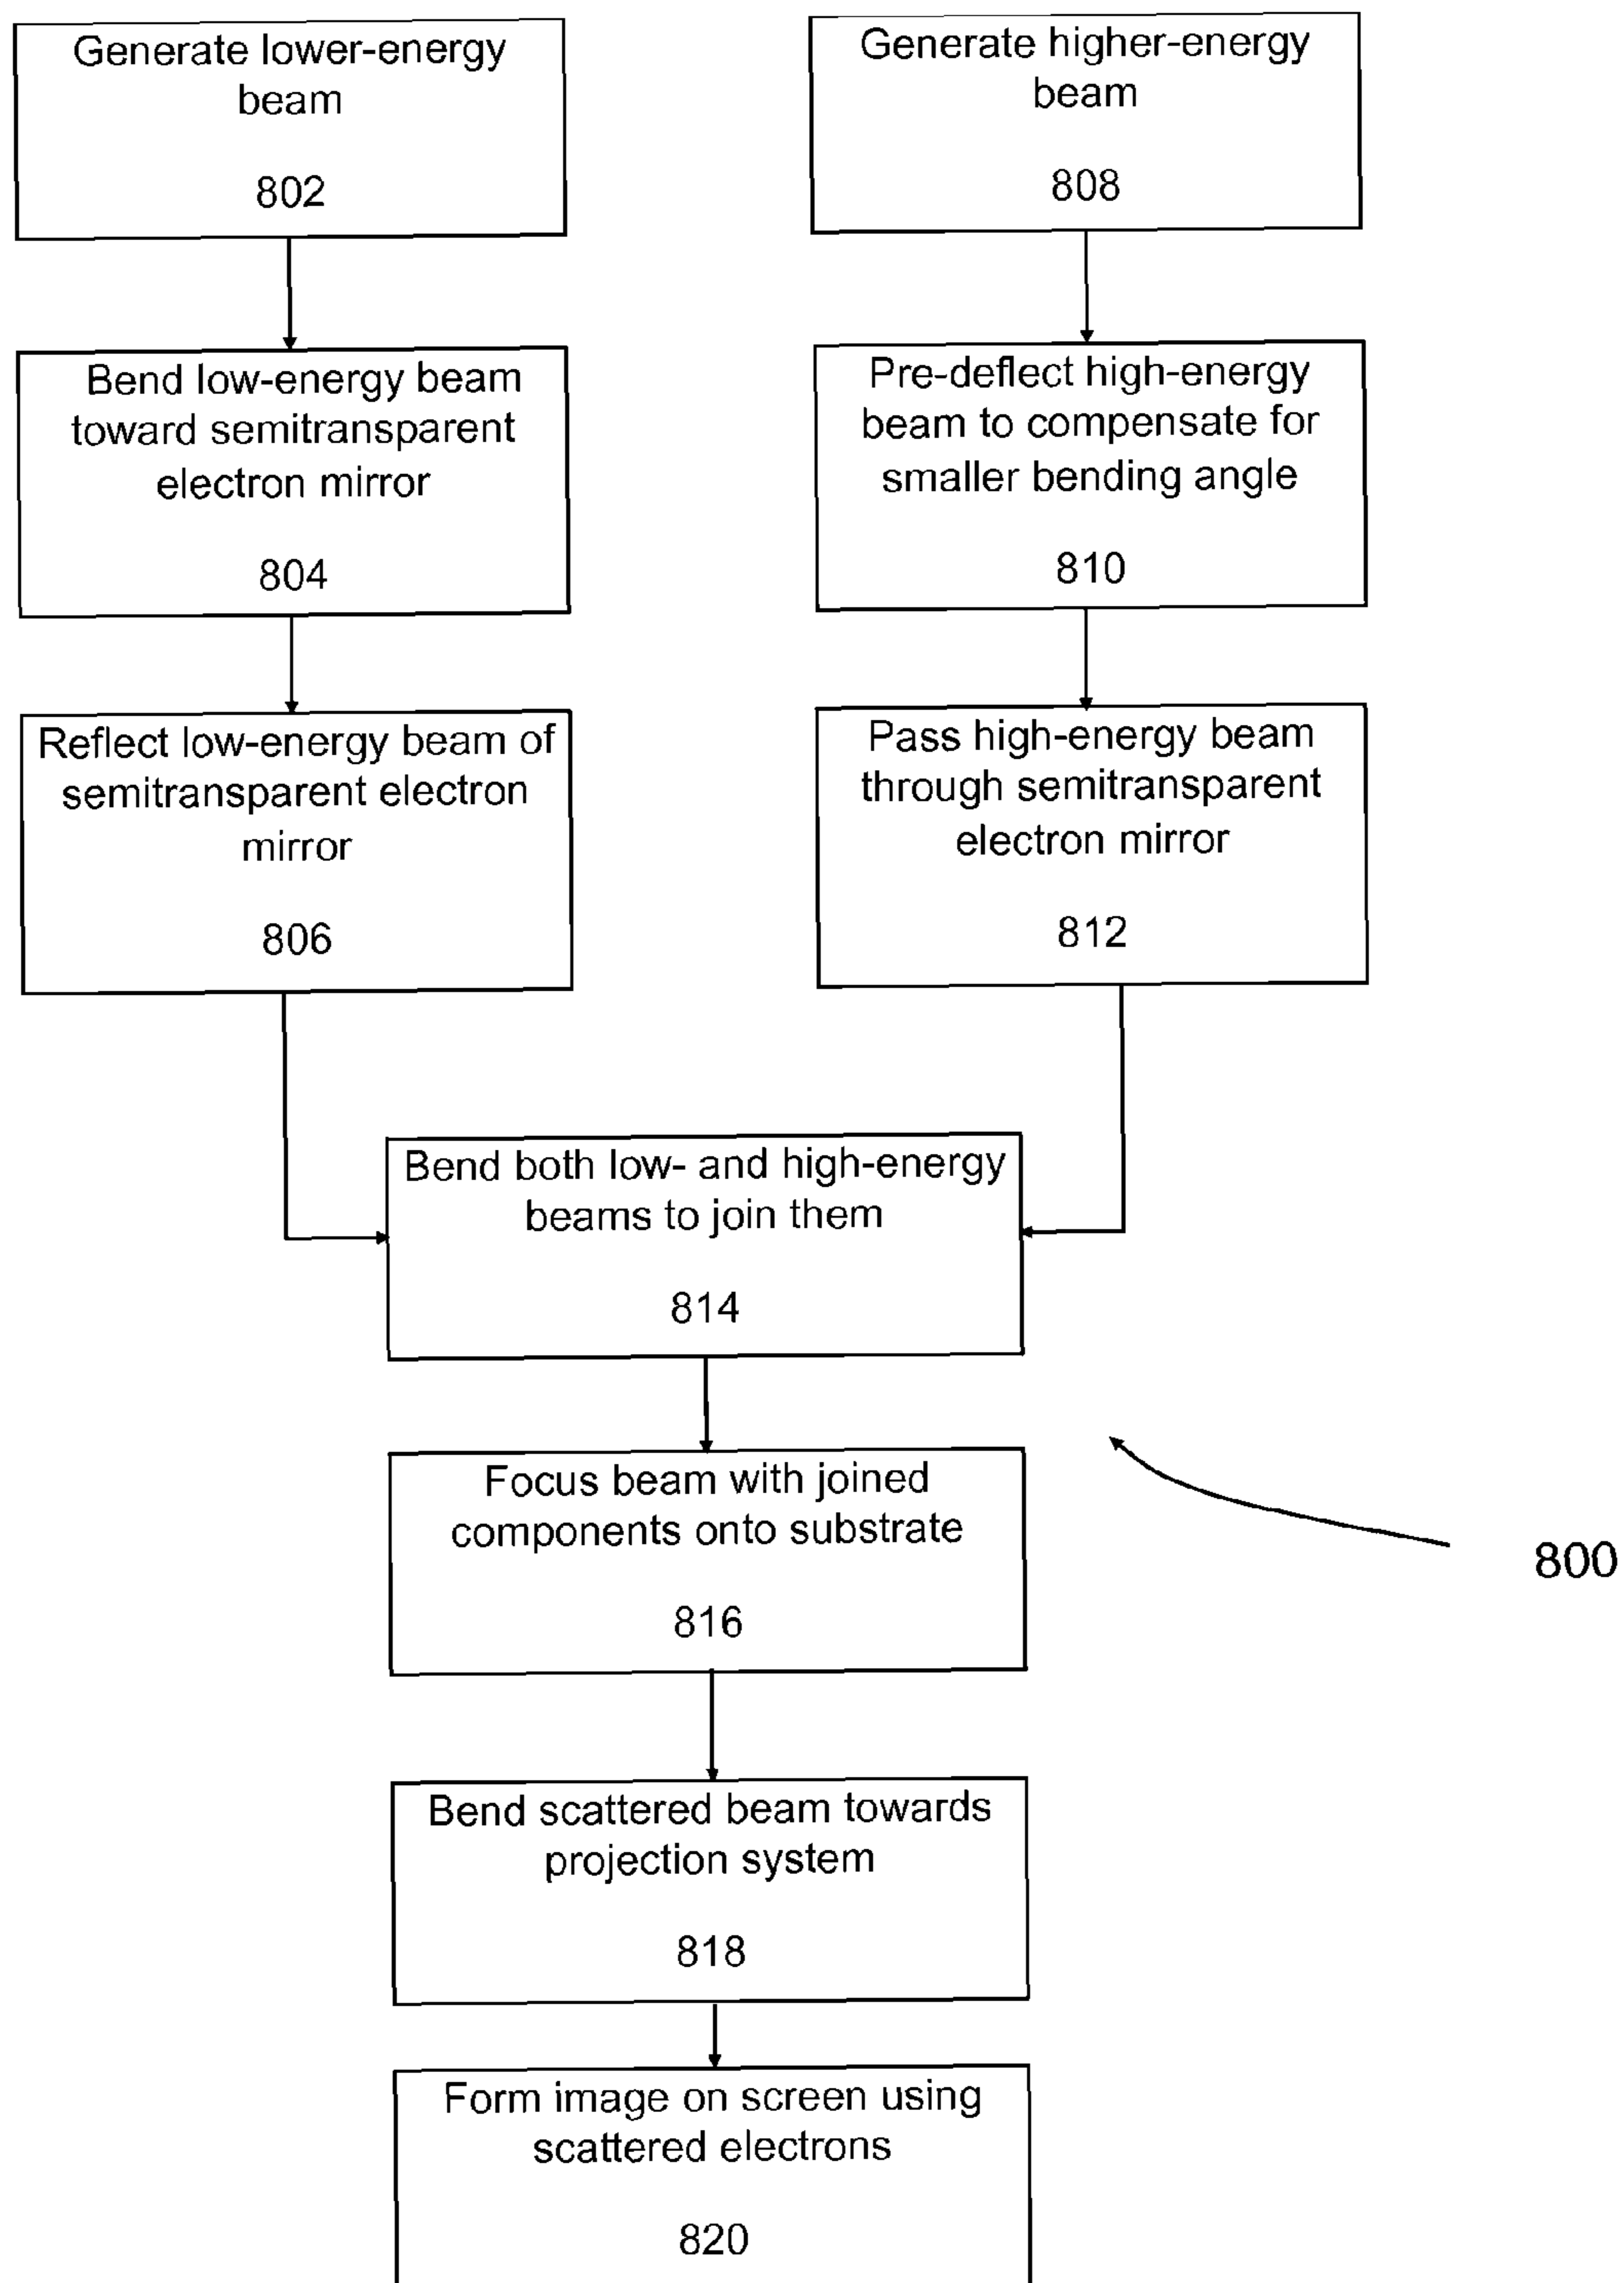 Generate lower-energy
beam
802
Generate higher-energy
beam
808
Bend low-energy beam
toward semitransparent
electron mirror
804
Pre-deflect high-energy
beam to compensate for
smaller bending angle
810
Reflect low-energy beam of
semitransparent electron
mirror
806
Pass high-energy beam
through semitransparent
electron mirror
812
Bend both low- and high-energy
beams to join them
814
Focus beam with joined
components onto substrate
816
800
Bend scattered beam towards
projection system
818
Form image on screen using
scattered electrons
820